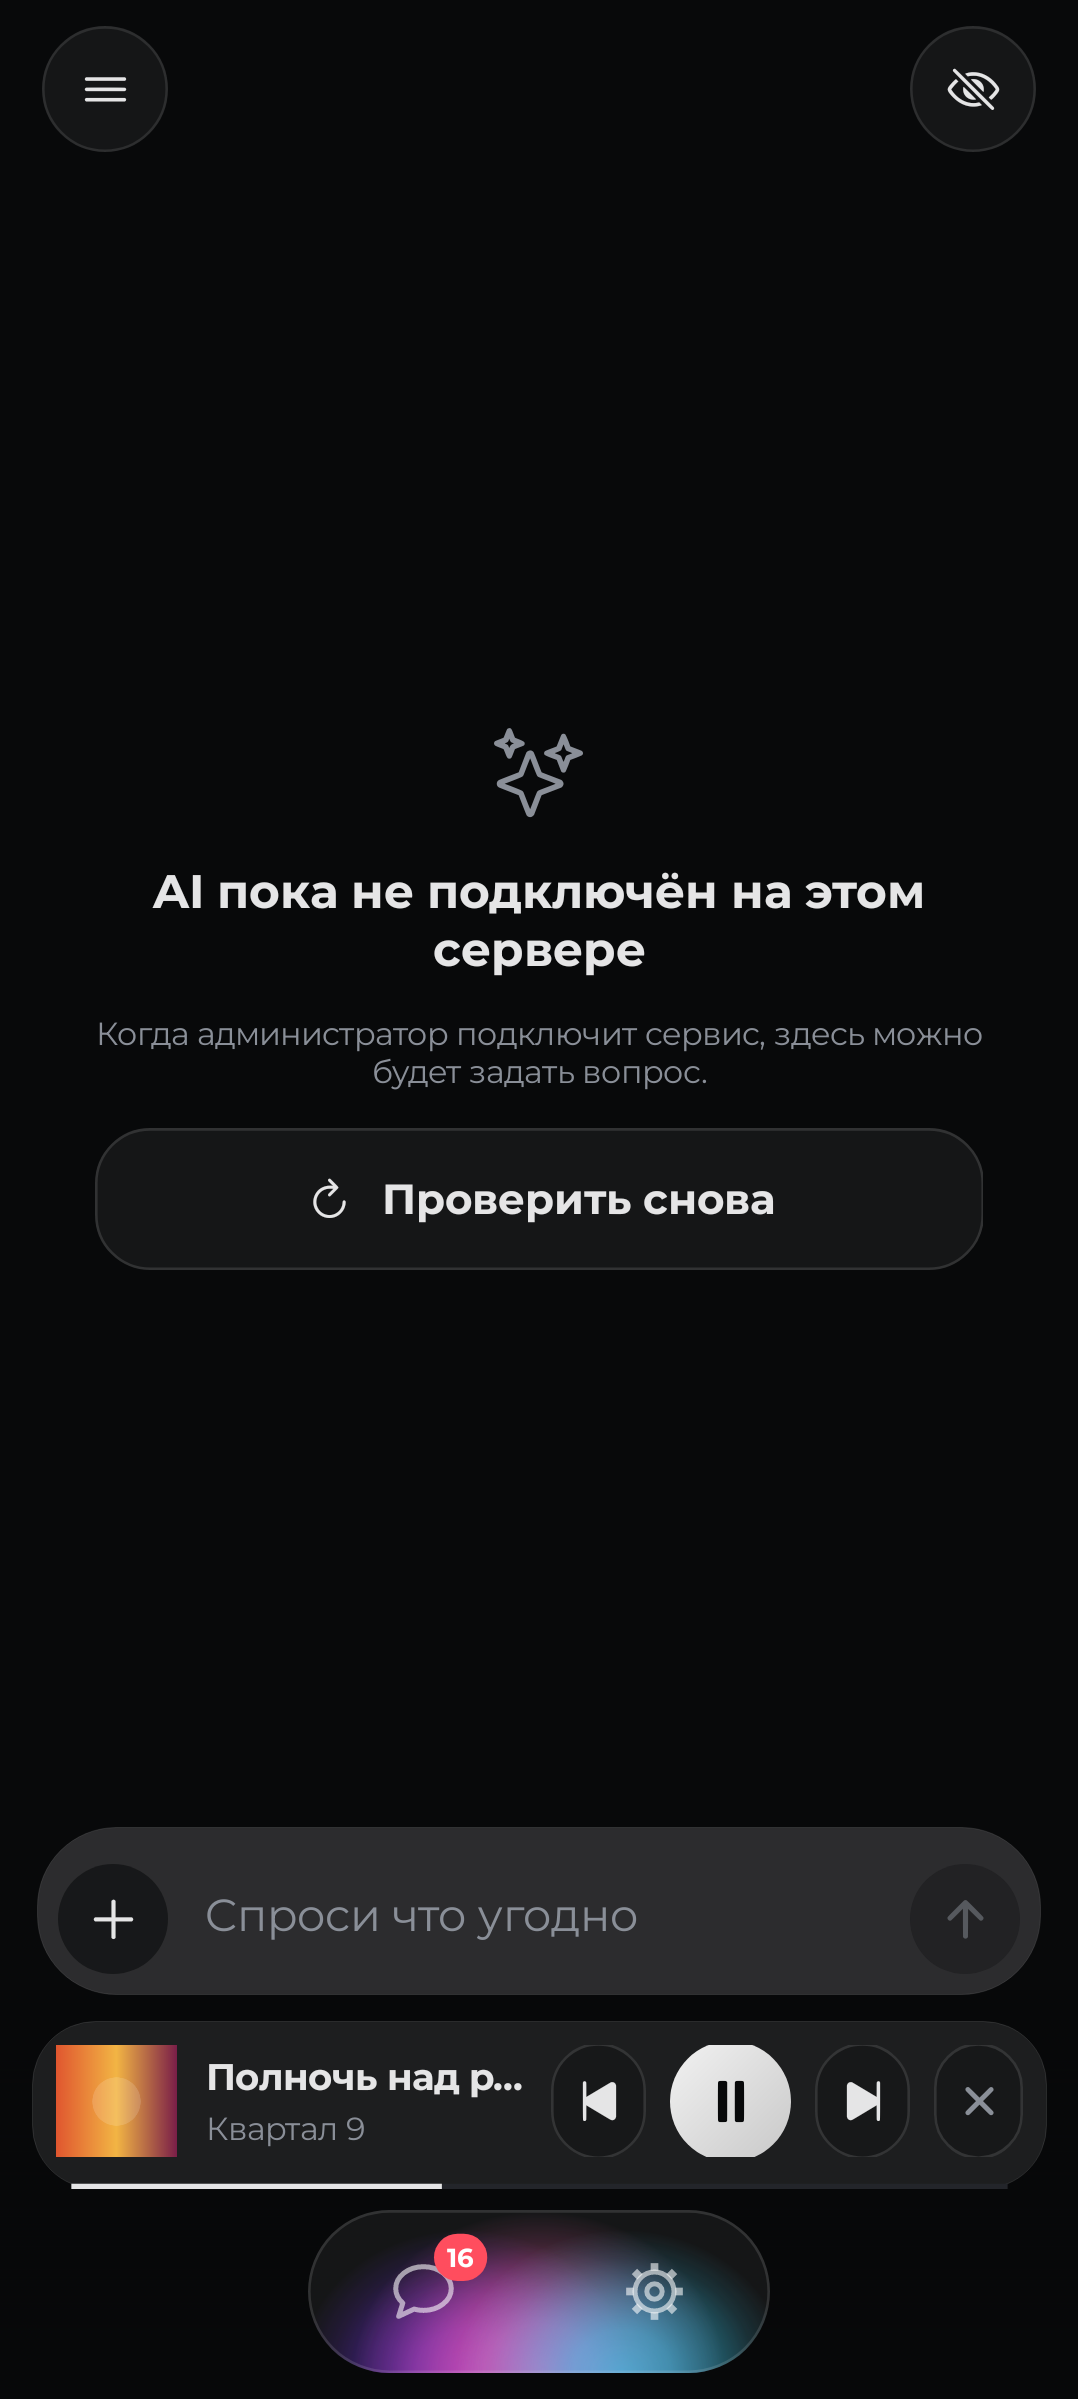 AI пока не подключён на этом
сервере
Когда администратор подключит сервис, здесь можно
будет задать вопрос.
Проверить снова
Спроси что угодно
Полночь над р...
Квартал 9
16